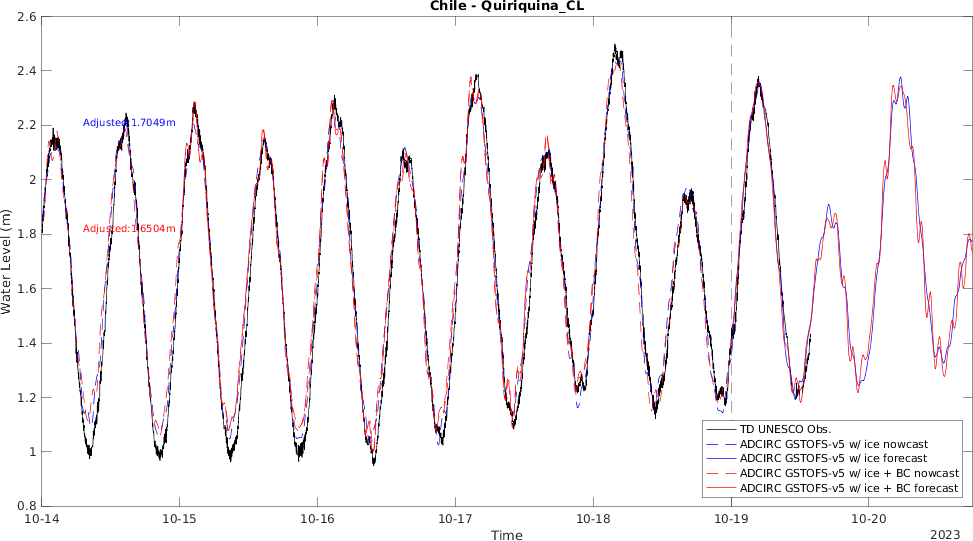 Chile - Quiriquina_CL
2.6
2.4
2.2
2
1.8
1.6
1.4
1.2
1
0.8
Water Level (m)
Adjusted:1.7049m
Adjusted:1.6504m
TD UNESCO Obs.
ADCIRC GSTOFS-v5 w/ ice nowcast
ADCIRC GSTOFS-v5 w/ ice forecast
ADCIRC GSTOFS-v5 w/ ice + BC nowcast
ADCIRC GSTOFS-v5 w/ ice + BC forecast
10-14 10-15 10-16 10-17 10-18 10-19 10-20
Time
2023